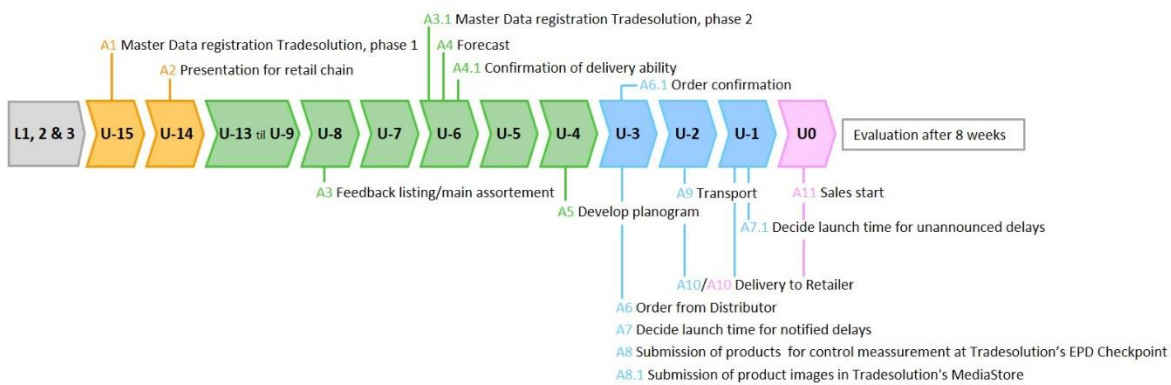 A3.1 Master Data registration Tradesolution, phase 2
A1 Master Data registration Tradesolution, phase 1
A4 Forecast
A2 Presentation for retail chain
A4.1 Confirmation of delivery ability
A6.1 Order confirmation
L1, 2 & 3
U-15
U-14
U-13 til U-9
U-8
U-7
U-6
U-5
U-4
U-3
U-2
U-1
U0
Evaluation after 8 weeks
A3 Feedback listing/main assortement
A9 Transport
A11 Sales start
A5 Develop planogram
A7.1 Decide launch time for unannounced delays
A10/A10 Delivery to Retailer
A6 Order from Distributor
A7 Decide launch time for notified delays
A8 Submission of products for control meassurement at Tradesolution's EPD Checkpoint
A8.1 Submission of product images in Tradesolution's MediaStore